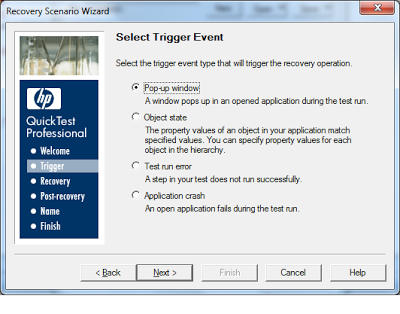 Recovery Scenario Wizard
Select Trigger Event
Select the trigger event type that will trigger the recovery operation.
Pop-up window
A window pops up in an opened application during the test run.
Object state
The property values of an object in your application match
specified values. You can specify property values for each
object in the hierarchy.
Test run error
A step in your test does not run successfully.
Application crash
An open application fails during the test run.
hp
QuickTest
Professional
Welcome
Trigger
Recovery
Post-recovery
Name
Finish
< Back
Next >
Finish
Cancel
Help